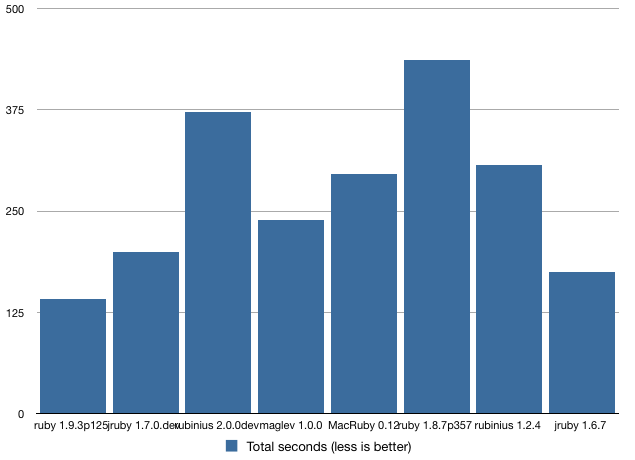 500
375
250
125
0
ruby 1.9.3p125 jruby 1.7.0.dev rubinius 2.0.0dev maglev 1.0.0 MacRuby 0.12 ruby 1.8.7p357 rubinius 1.2.4 jruby 1.6.7
Total seconds (less is better)